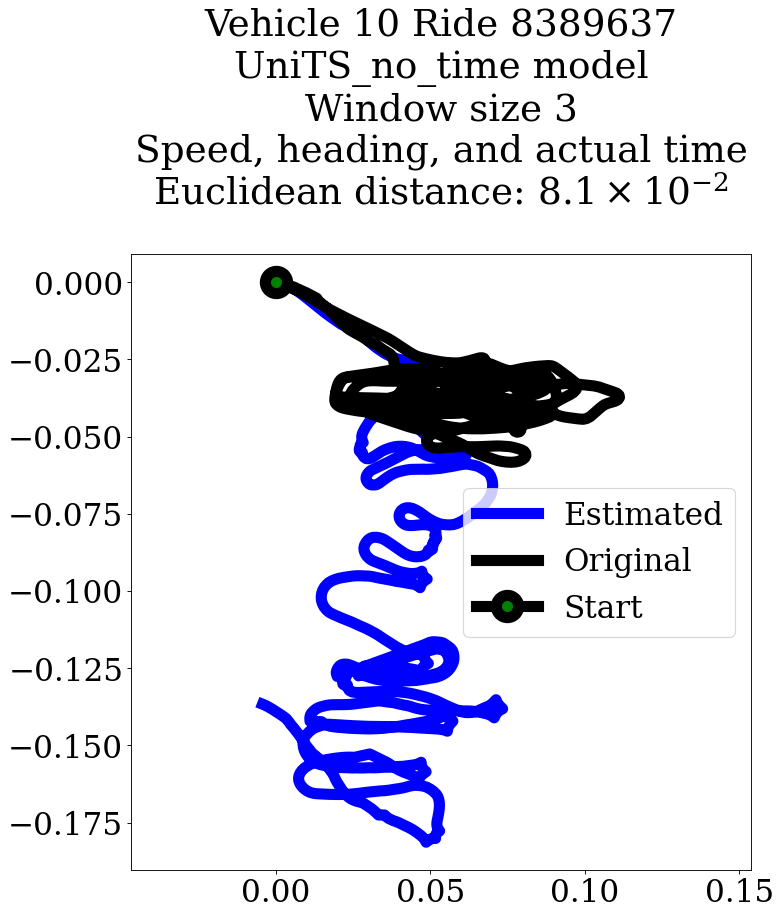 Vehicle 10 Ride 8389637
UniTS_no_time model
Window size 3
Speed, heading, and actual time
Euclidean distance: 8.1 × 10⁻²
0.000
−0.025
−0.050
−0.075
−0.100
−0.125
−0.150
−0.175
Estimated
Original
Start
0.00 0.05 0.10 0.15